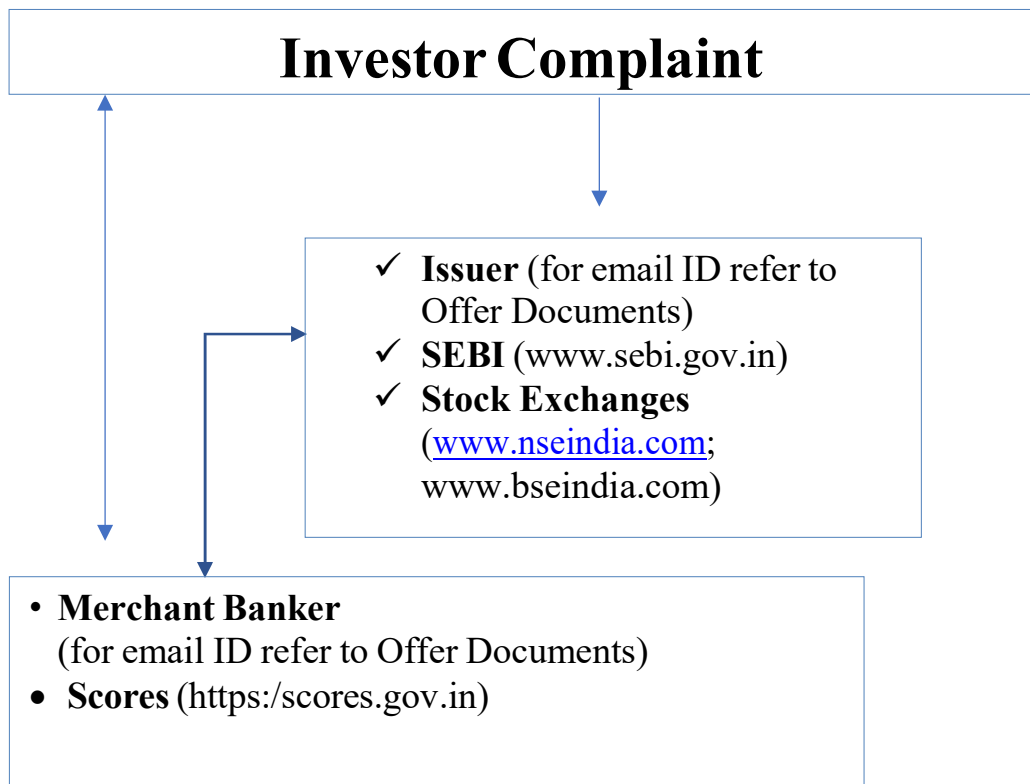 Investor Complaint
✓ Issuer (for email ID refer to
Offer Documents)
✓ SEBI (www.sebi.gov.in)
✓ Stock Exchanges
(www.nseindia.com;
www.bseindia.com)
• Merchant Banker
(for email ID refer to Offer Documents)
• Scores (https:/scores.gov.in)